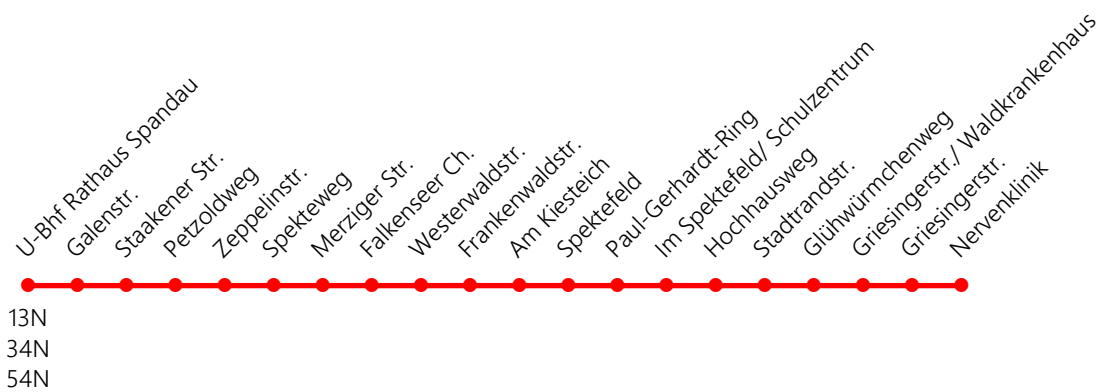 U-Bhf Rathaus Spandau
Galenstr.
Staakener Str.
Petzoldweg
Zeppelinstr.
Spekteweg
Merziger Str.
Falkenseer Ch.
Westerwaldstr.
Frankenwaldstr.
Am Kiesteich
Spektefeld
Paul-Gerhardt-Ring
Im Spektefeld/ Schulzentrum
Hochhausweg
Stadtrandstr.
Glühwürmchenweg
Griesingerstr./ Waldkrankenhaus
Griesingerstr.
Nervenklinik
13N
34N
54N